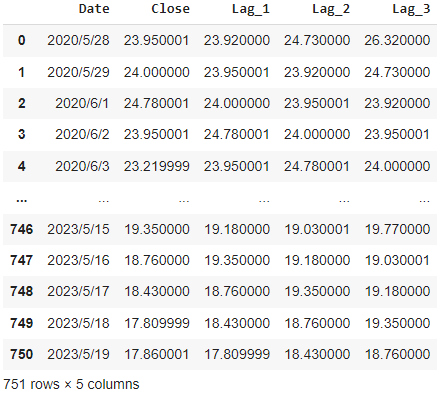 Date Close Lag_1 Lag_2 Lag_3
0 2020/5/28 23.950001 23.920000 24.730000 26.320000
1 2020/5/29 24.000000 23.950001 23.920000 24.730000
2 2020/6/1 24.780001 24.000000 23.950001 23.920000
3 2020/6/2 23.950001 24.780001 24.000000 23.950001
4 2020/6/3 23.219999 23.950001 24.780001 24.000000
... ... ... ... ... ...
746 2023/5/15 19.350000 19.180000 19.030001 19.770000
747 2023/5/16 18.760000 19.350000 19.180000 19.030001
748 2023/5/17 18.430000 18.760000 19.350000 19.180000
749 2023/5/18 17.809999 18.430000 18.760000 19.350000
750 2023/5/19 17.860001 17.809999 18.430000 18.760000
751 rows × 5 columns